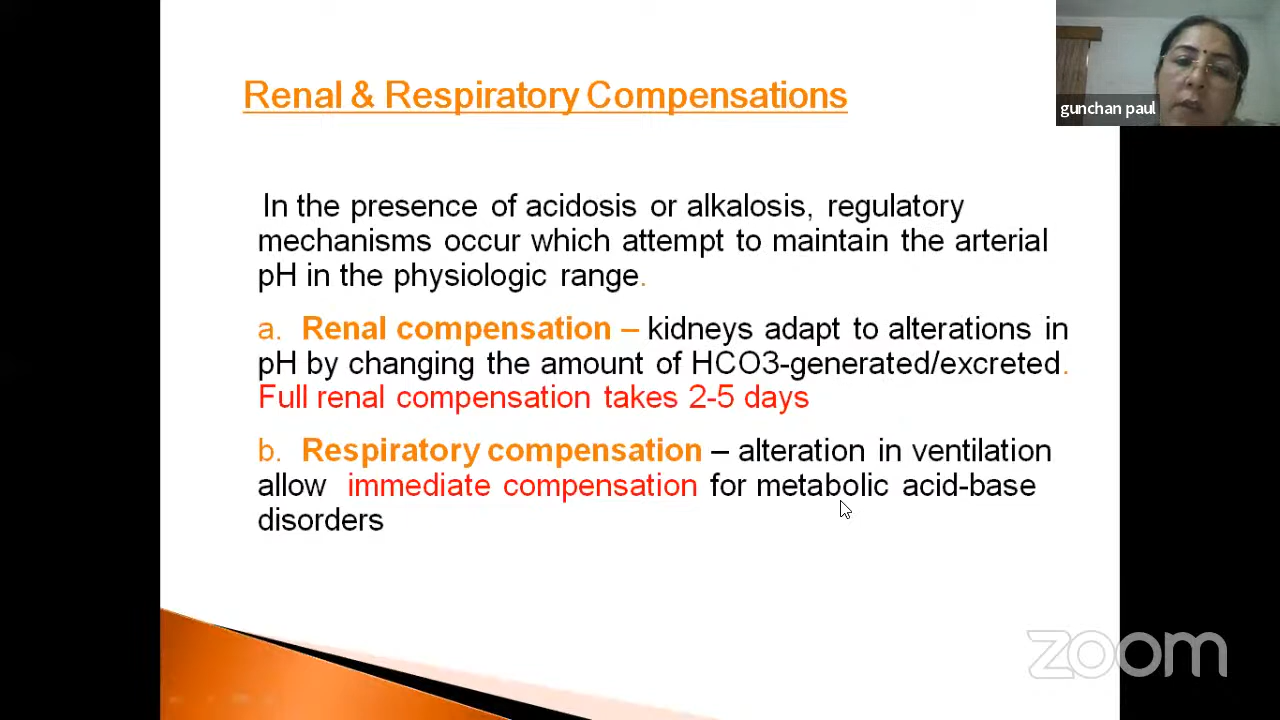 Renal & Respiratory Compensations
gunchan paul
In the presence of acidosis or alkalosis, regulatory
mechanisms occur which attempt to maintain the arterial
pH in the physiologic range.
a. Renal compensation – kidneys adapt to alterations in
pH by changing the amount of HCO3-generated/excreted.
Full renal compensation takes 2-5 days
b. Respiratory compensation – alteration in ventilation
allow immediate compensation for metabolic acid-base
disorders
zoom